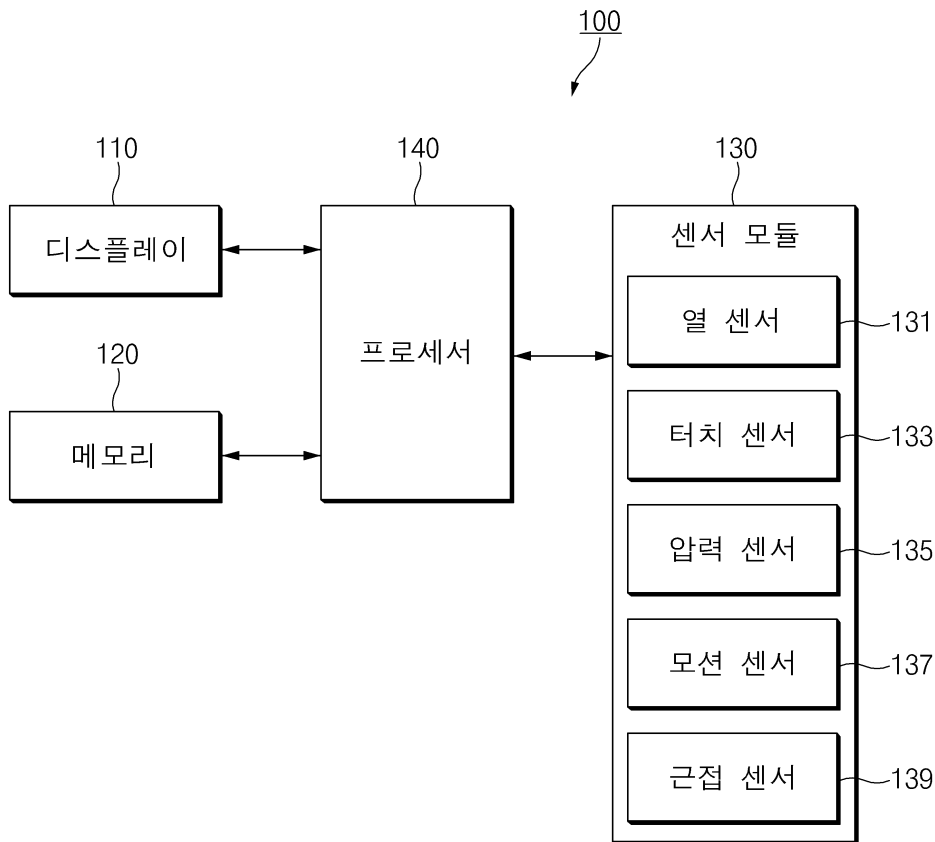 100
110
140
130
디스플레이
프로세서
센서 모듈
열 센서
131
120
메모리
터치 센서
133
압력 센서
135
모션 센서
137
근접 센서
139